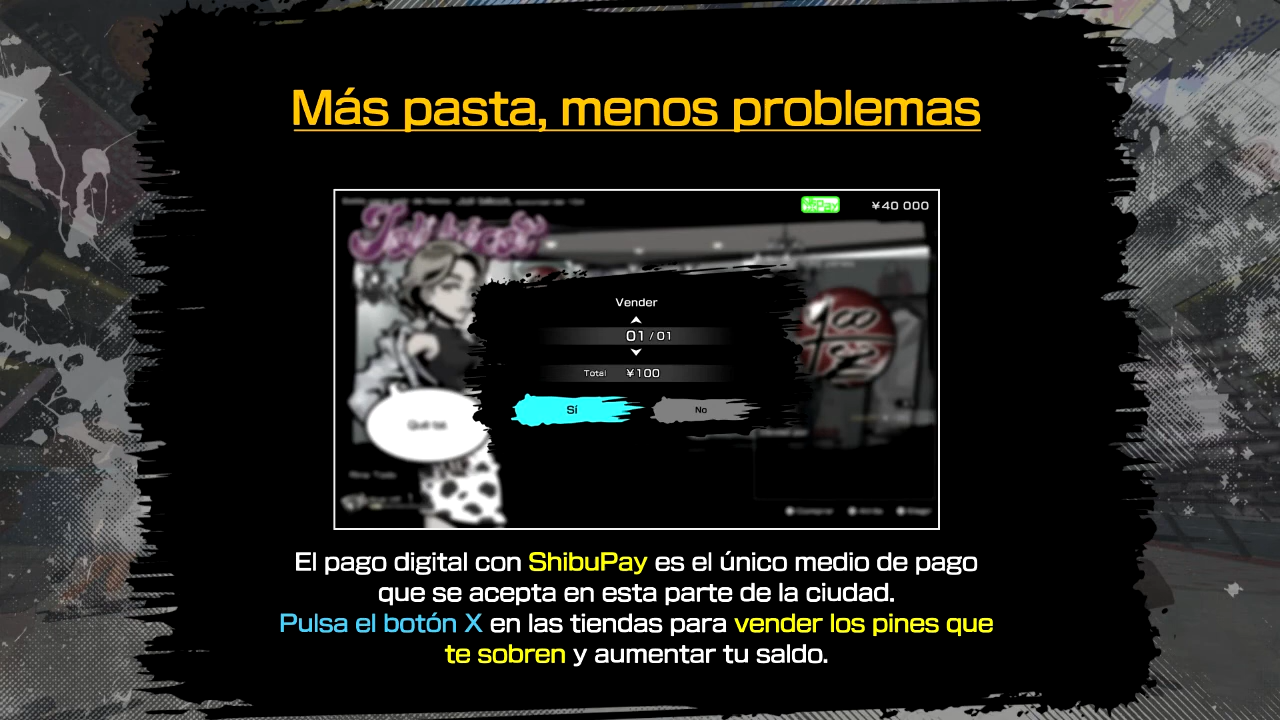 Más pasta, menos problemas
Pay
¥40 000
Vender
01 / 01
Total ¥100
Sí No
El pago digital con ShibuPay es el único medio de pago
que se acepta en esta parte de la ciudad.
Pulsa el botón X en las tiendas para vender los pines que
te sobren y aumentar tu saldo.